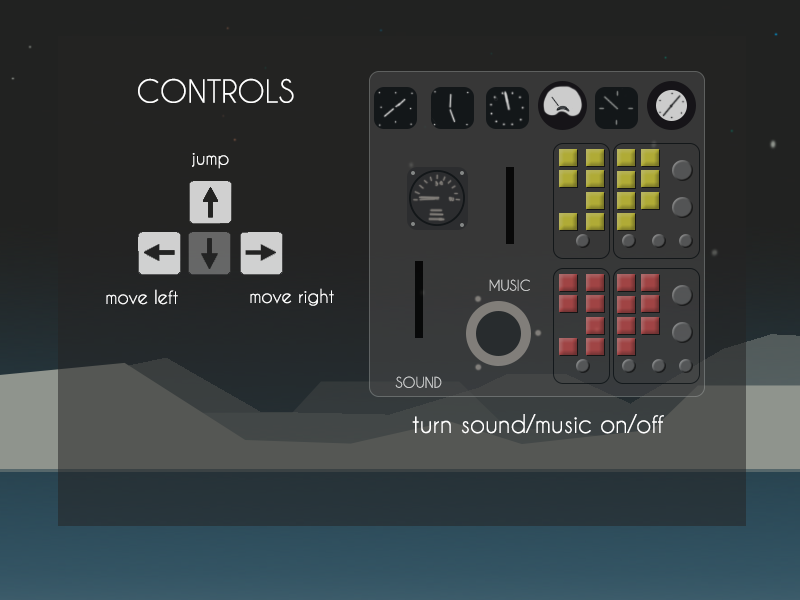 CONTROLS
jump
move left
move right
MUSIC
SOUND
turn sound/music on/off